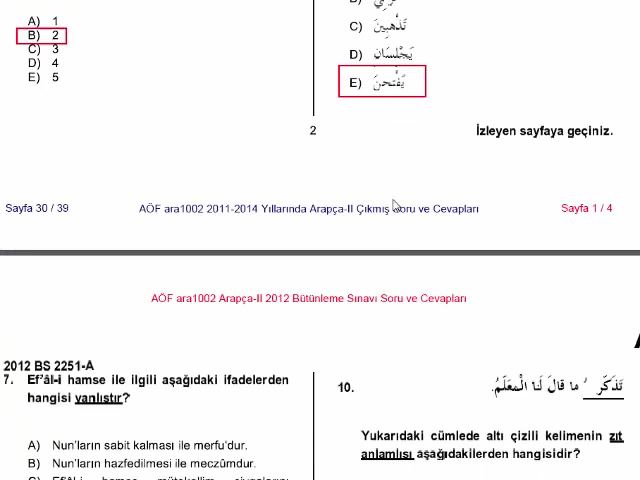 A) 1
B) 2
C) 3
D) 4
E) 5
C) تَذْهَبِينَ
D) يَجْلِسَانِ
E) يَفْتَحْنَ
2
İzleyen sayfaya geçiniz.
Sayfa 30 / 39
AÖF ara1002 2011-2014 Yıllarında Arapça-II Çıkmış Soru ve Cevapları
Sayfa 1 / 4
AÖF ara1002 Arapça-II 2012 Bütünleme Sınavı Soru ve Cevapları
2012 BS 2251-A
7. Ef'âl-i hamse ile ilgili aşağıdaki ifadelerden
hangisi yanlıştır?
A) Nun'ların sabit kalması ile merfu'dur.
B) Nun'ların hazfedilmesi ile meczûmdur.
10. تَذَكَّرْ مَا قَالَ لَنَا الْمُعَلِّمُ.
Yukarıdaki cümlede altı çizili kelimenin zıt
anlamlısı aşağıdakilerden hangisidir?